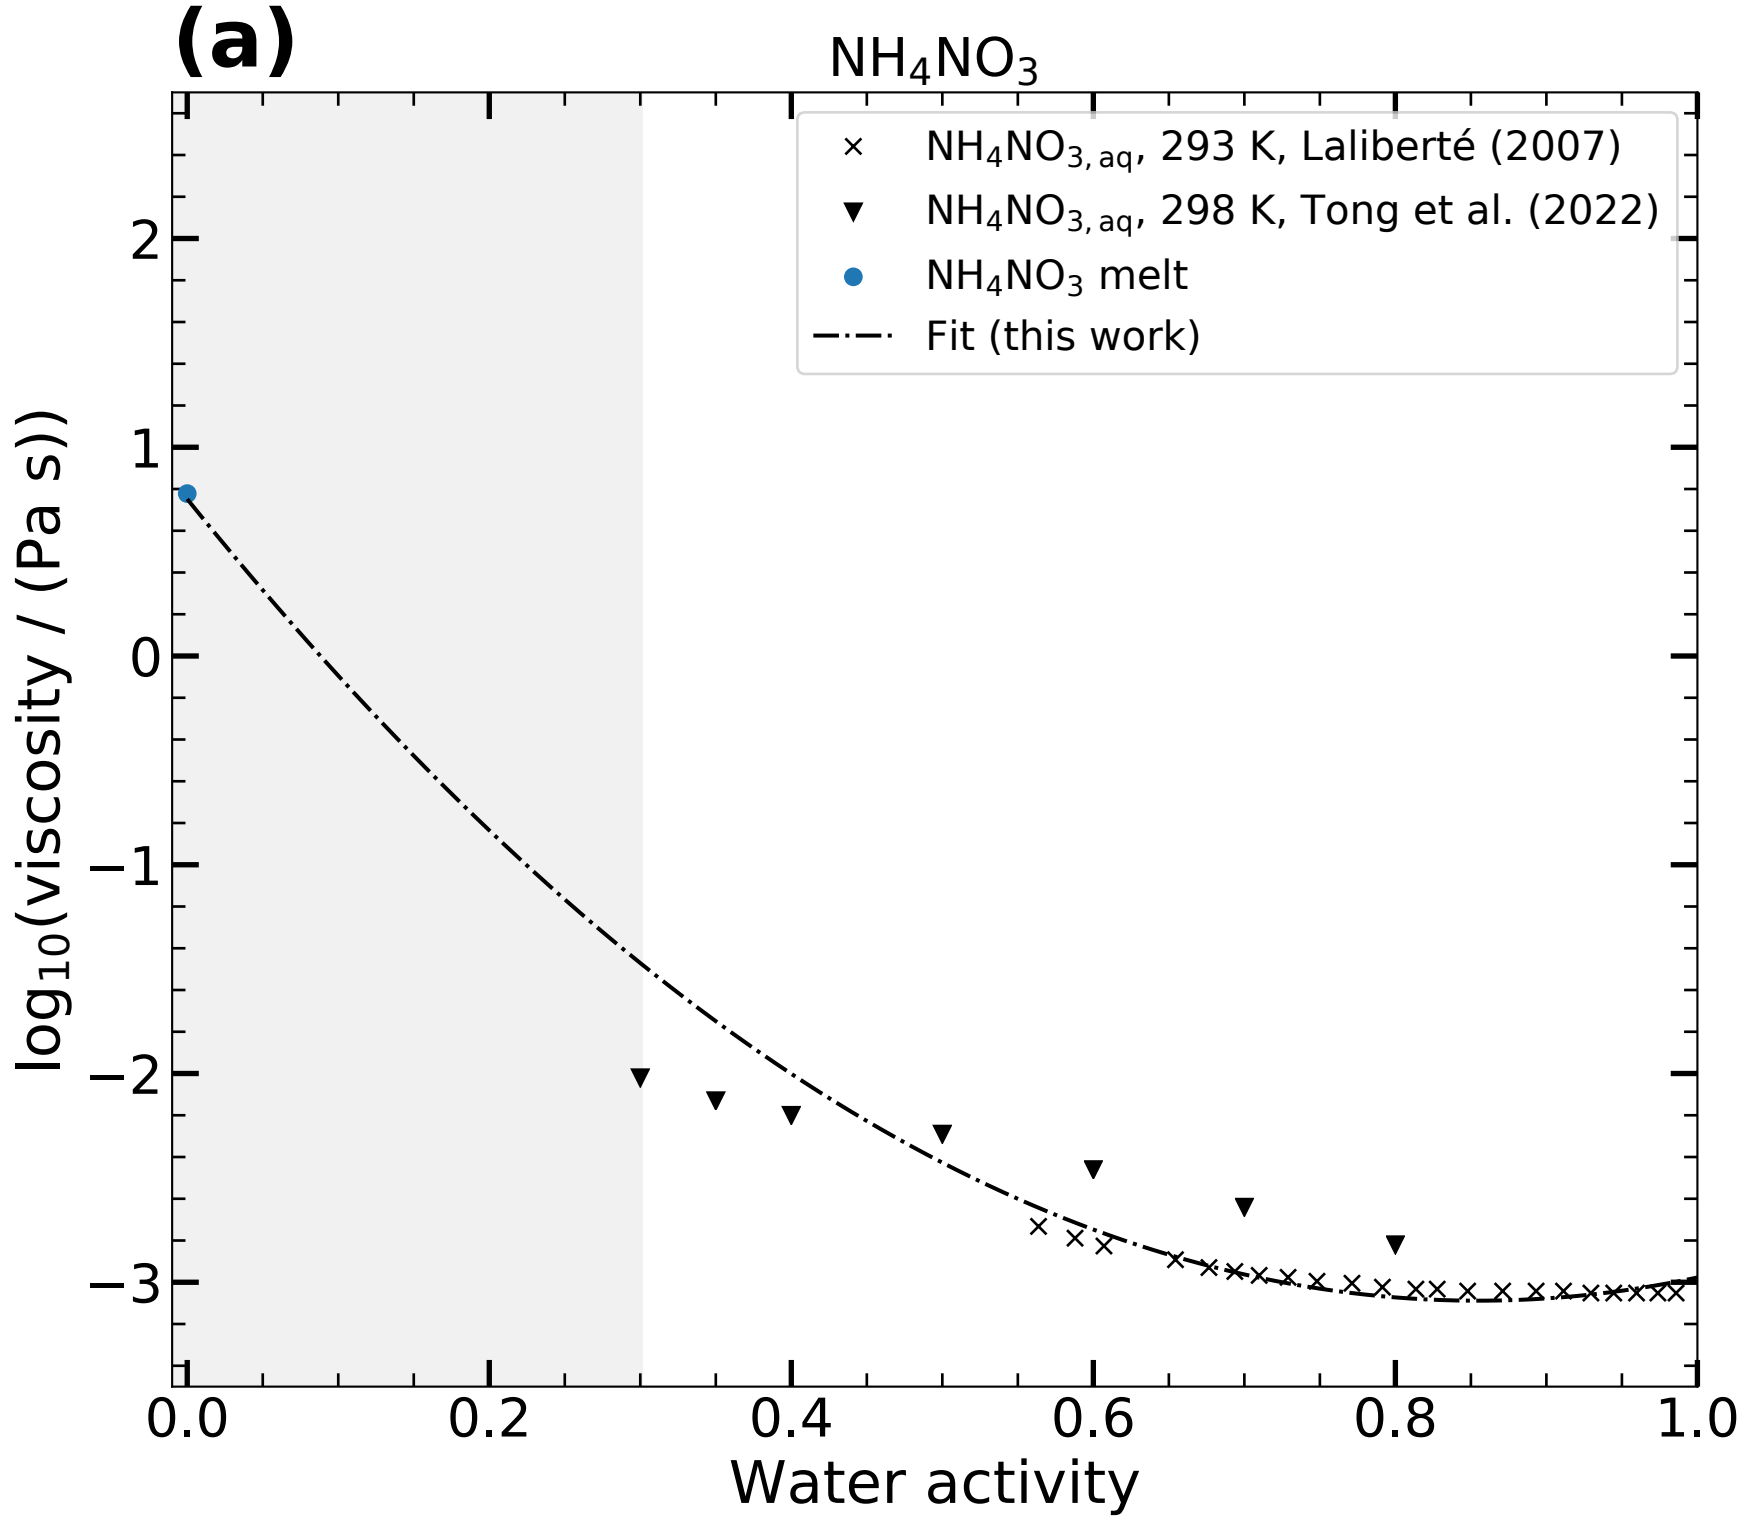 (a)
NH₄NO₃
NH₄NO₃,aq, 293 K, Laliberté (2007)
NH₄NO₃,aq, 298 K, Tong et al. (2022)
NH₄NO₃ melt
Fit (this work)
log₁₀(viscosity / (Pa s))
2
1
0
−1
−2
−3
0.0 0.2 0.4 0.6 0.8 1.0
Water activity